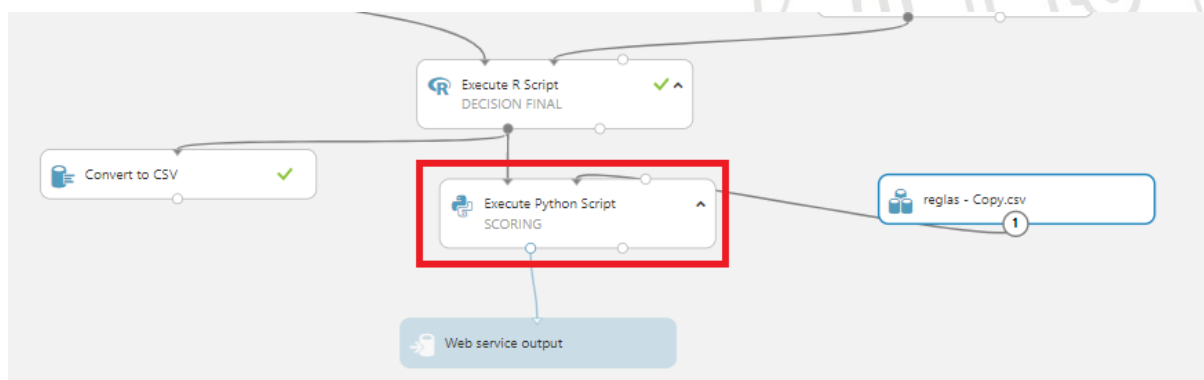 Execute R Script
DECISION FINAL
Convert to CSV
Execute Python Script
SCORING
reglas - Copy.csv
1
Web service output